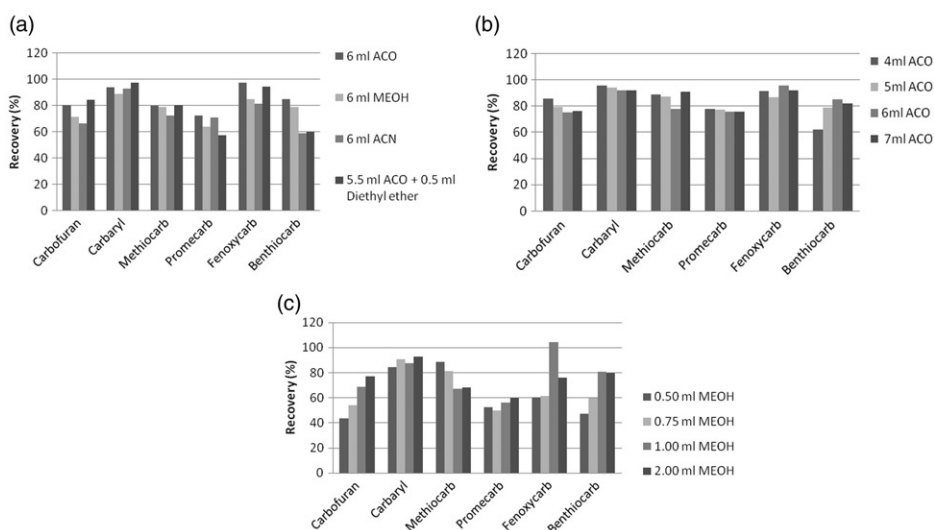 (a)
120
100
80
60
40
20
0
Recovery (%)
Carbofuran
Carbaryl
Methiocarb
Promecarb
Fenoxycarb
Benthiocarb
6 ml ACO
6 ml MEOH
6 ml ACN
5.5 ml ACO + 0.5 ml
Diethyl ether
(b)
120
100
80
60
40
20
0
Recovery (%)
Carbofuran
Carbaryl
Methiocarb
Promecarb
Fenoxycarb
Benthiocarb
4ml ACO
5ml ACO
6ml ACO
7ml ACO
(c)
120
100
80
60
40
20
0
Recovery (%)
Carbofuran
Carbaryl
Methiocarb
Promecarb
Fenoxycarb
Benthiocarb
0.50 ml MEOH
0.75 ml MEOH
1.00 ml MEOH
2.00 ml MEOH